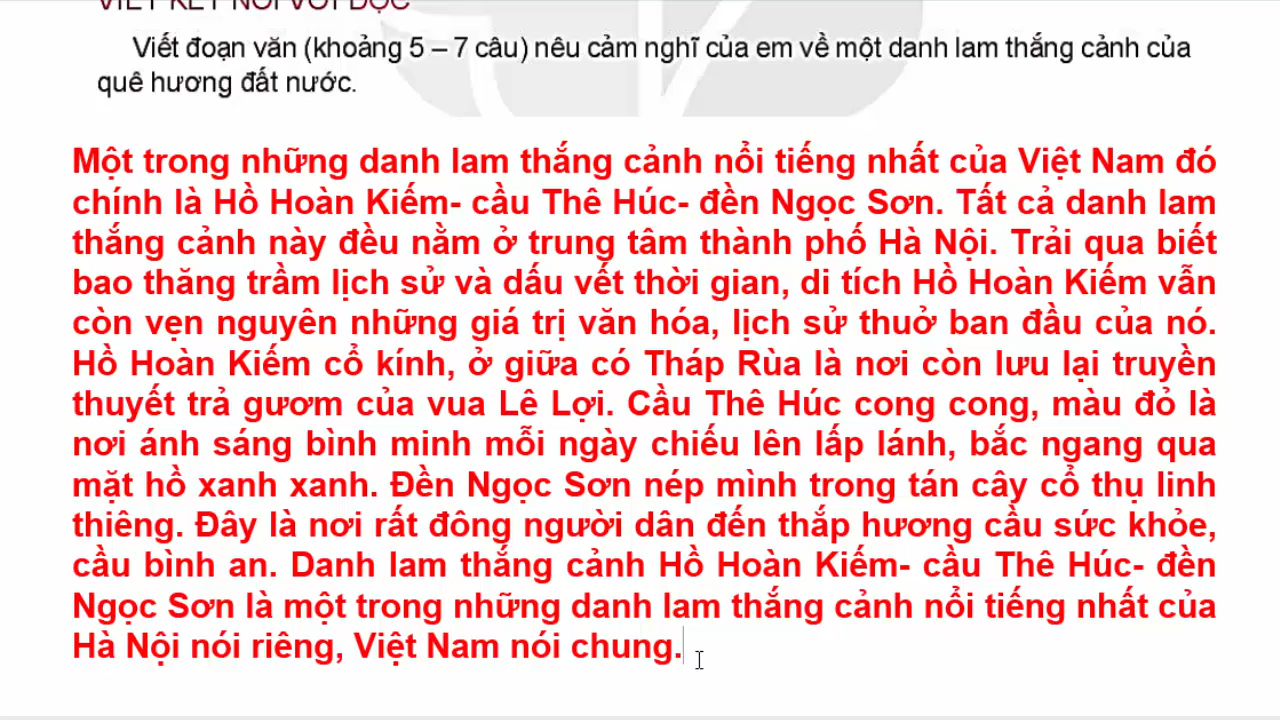 VIẾT KẾT NỐI VỚI ĐỌC
Viết đoạn văn (khoảng 5 – 7 câu) nêu cảm nghĩ của em về một danh lam thắng cảnh của
quê hương đất nước.
Một trong những danh lam thắng cảnh nổi tiếng nhất của Việt Nam đó
chính là Hồ Hoàn Kiếm- cầu Thê Húc- đền Ngọc Sơn. Tất cả danh lam
thắng cảnh này đều nằm ở trung tâm thành phố Hà Nội. Trải qua biết
bao thăng trầm lịch sử và dấu vết thời gian, di tích Hồ Hoàn Kiếm vẫn
còn vẹn nguyên những giá trị văn hóa, lịch sử thuở ban đầu của nó.
Hồ Hoàn Kiếm cổ kính, ở giữa có Tháp Rùa là nơi còn lưu lại truyền
thuyết trả gươm của vua Lê Lợi. Cầu Thê Húc cong cong, màu đỏ là
nơi ánh sáng bình minh mỗi ngày chiếu lên lấp lánh, bắc ngang qua
mặt hồ xanh xanh. Đền Ngọc Sơn nép mình trong tán cây cổ thụ linh
thiêng. Đây là nơi rất đông người dân đến thắp hương cầu sức khỏe,
cầu bình an. Danh lam thắng cảnh Hồ Hoàn Kiếm- cầu Thê Húc- đền
Ngọc Sơn là một trong những danh lam thắng cảnh nổi tiếng nhất của
Hà Nội nói riêng, Việt Nam nói chung.